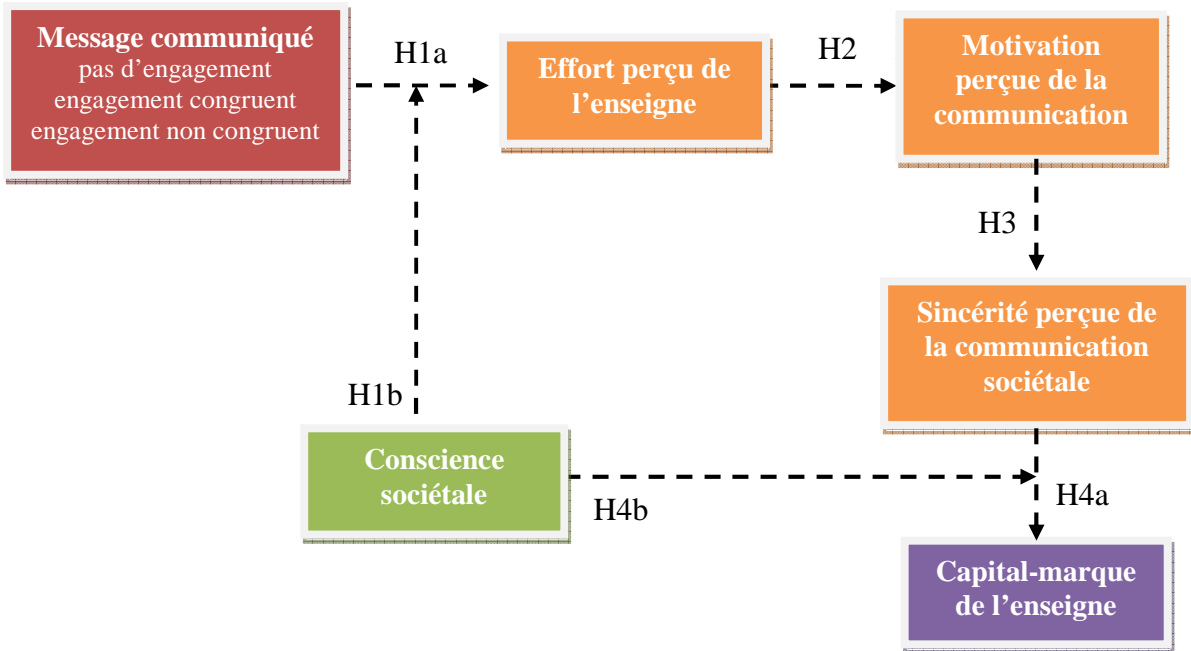 Message communiqué
pas d’engagement
engagement congruent
engagement non congruent
H1a
Effort perçu de
l’enseigne
H2
Motivation
perçue de la
communication
H3
Sincérité perçue de
la communication
sociétale
H1b
Conscience
sociétale
H4b
H4a
Capital-marque
de l’enseigne